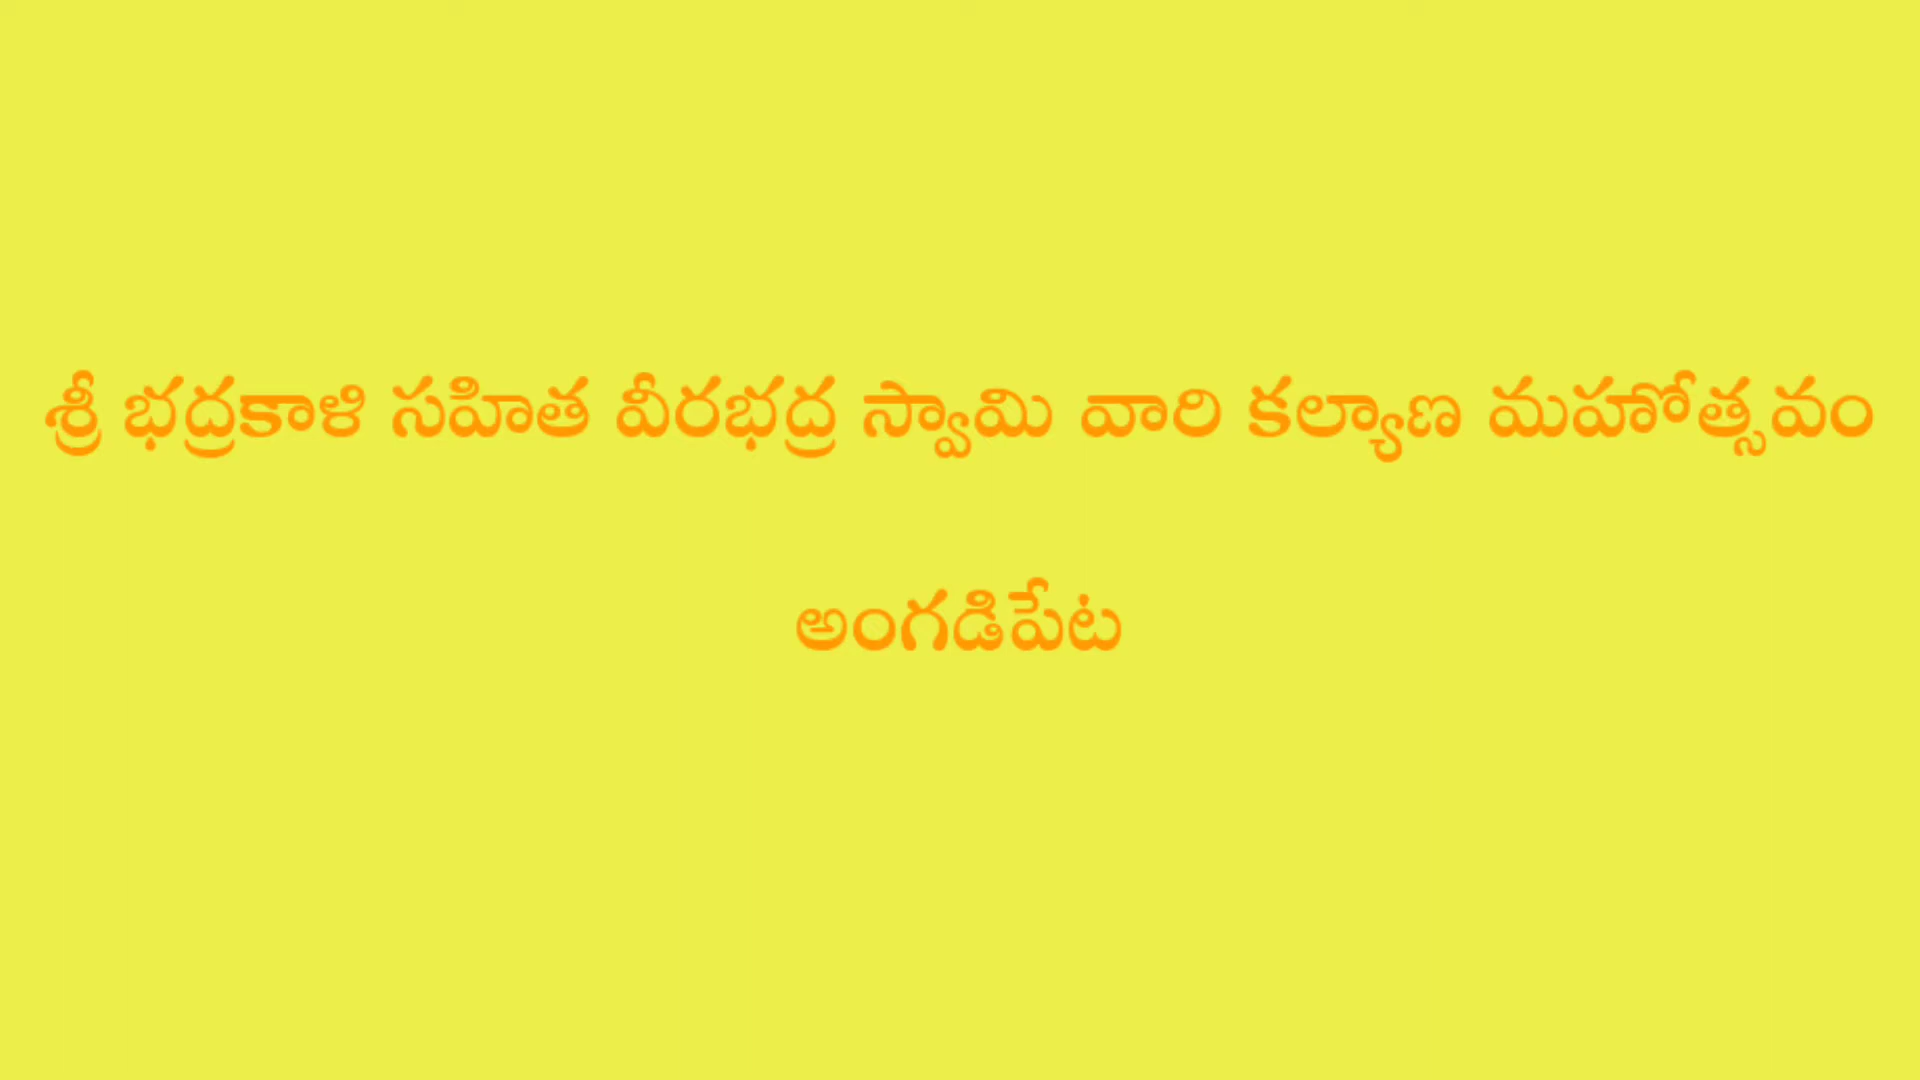 శ్రీ భద్రకాళి సహిత వీరభద్ర స్వామి వారి కల్యాణ మహోత్సవం
అంగడిపేట